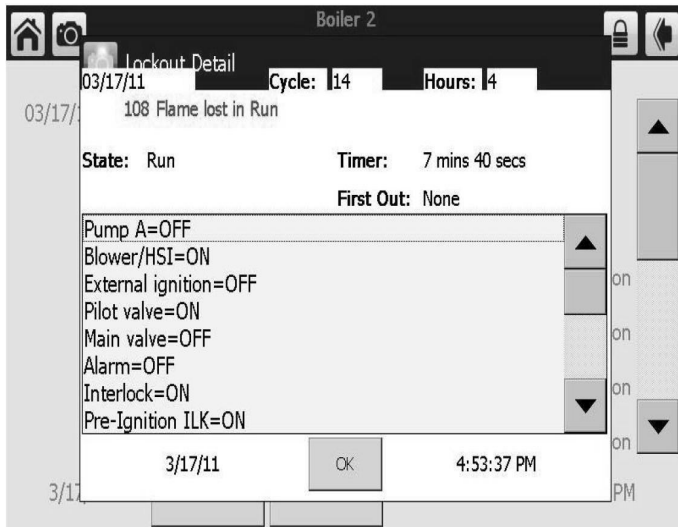 Boiler 2
Lockout Detail
03/17/11 Cycle: 14 Hours: 4
03/17/
108 Flame lost in Run
State: Run Timer: 7 mins 40 secs
First Out: None
Pump A=OFF
Blower/HSI=ON
External ignition=OFF
on
Pilot valve=ON
Main valve=OFF
on
Alarm=OFF
Interlock=ON
on
Pre-Ignition ILK=ON
on
3/17/11 OK 4:53:37 PM
3/17 PM